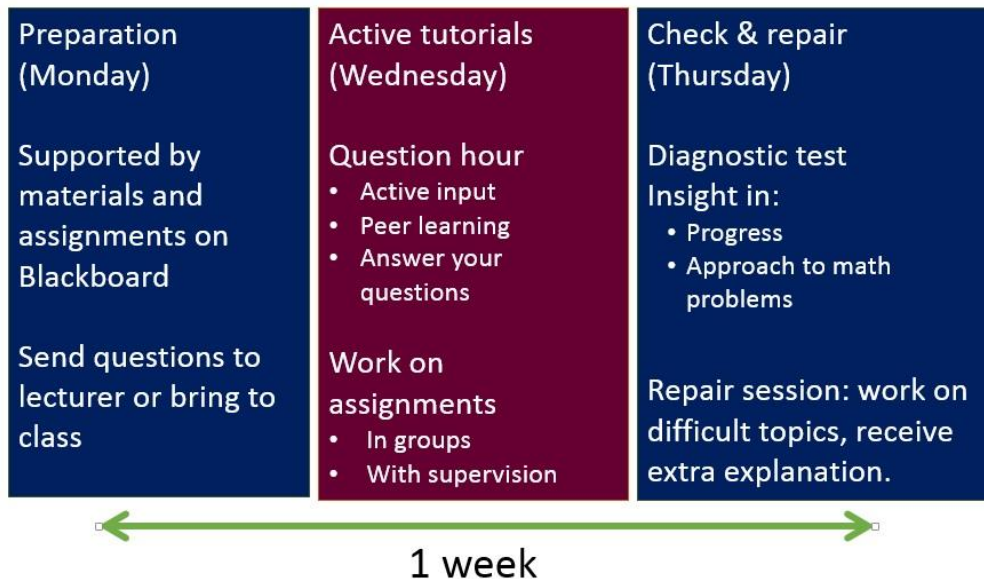 Preparation
(Monday)
Supported by
materials and
assignments on
Blackboard
Send questions to
lecturer or bring to
class
Active tutorials
(Wednesday)
Question hour
• Active input
• Peer learning
• Answer your
questions
Work on
assignments
• In groups
• With supervision
Check & repair
(Thursday)
Diagnostic test
Insight in:
• Progress
• Approach to math
problems
Repair session: work on
difficult topics, receive
extra explanation.
1 week